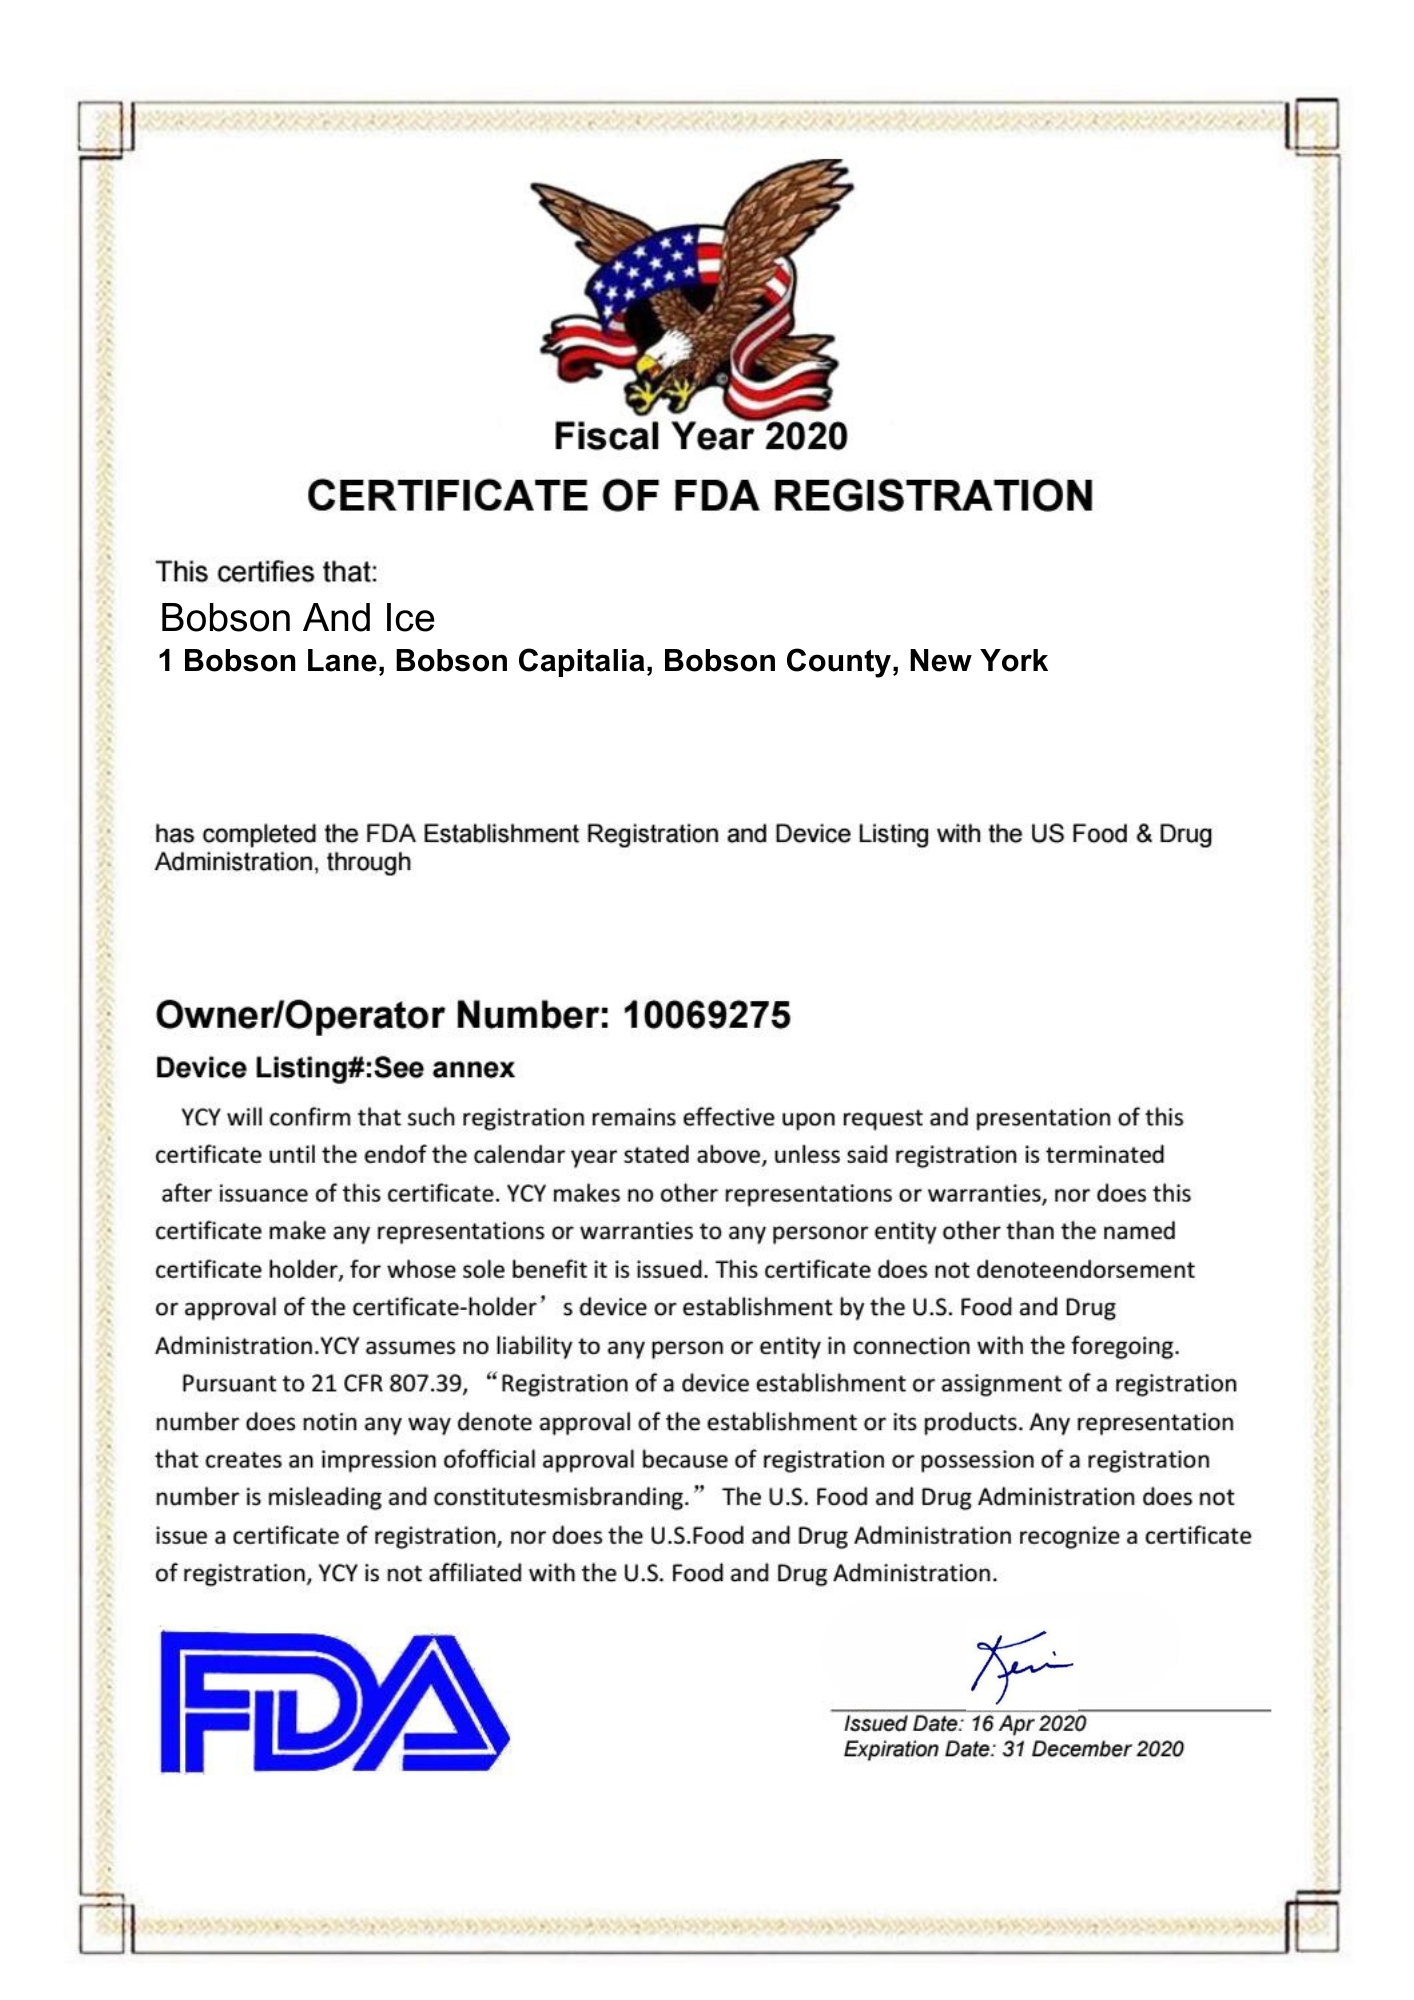 Fiscal Year 2020
CERTIFICATE OF FDA REGISTRATION
This certifies that:
Bobson And Ice
1 Bobson Lane, Bobson Capitalia, Bobson County, New York
has completed the FDA Establishment Registration and Device Listing with the US Food & Drug
Administration, through
Owner/Operator Number: 10069275
Device Listing#:See annex
YCY will confirm that such registration remains effective upon request and presentation of this
certificate until the endof the calendar year stated above, unless said registration is terminated
after issuance of this certificate. YCY makes no other representations or warranties, nor does this
certificate make any representations or warranties to any personor entity other than the named
certificate holder, for whose sole benefit it is issued. This certificate does not denoteendorsement
or approval of the certificate-holder’s device or establishment by the U.S. Food and Drug
Administration.YCY assumes no liability to any person or entity in connection with the foregoing.
Pursuant to 21 CFR 807.39, “Registration of a device establishment or assignment of a registration
number does notin any way denote approval of the establishment or its products. Any representation
that creates an impression ofofficial approval because of registration or possession of a registration
number is misleading and constitutesmisbranding.” The U.S. Food and Drug Administration does not
issue a certificate of registration, nor does the U.S.Food and Drug Administration recognize a certificate
of registration, YCY is not affiliated with the U.S. Food and Drug Administration.
FDA
Issued Date: 16 Apr 2020
Expiration Date: 31 December 2020